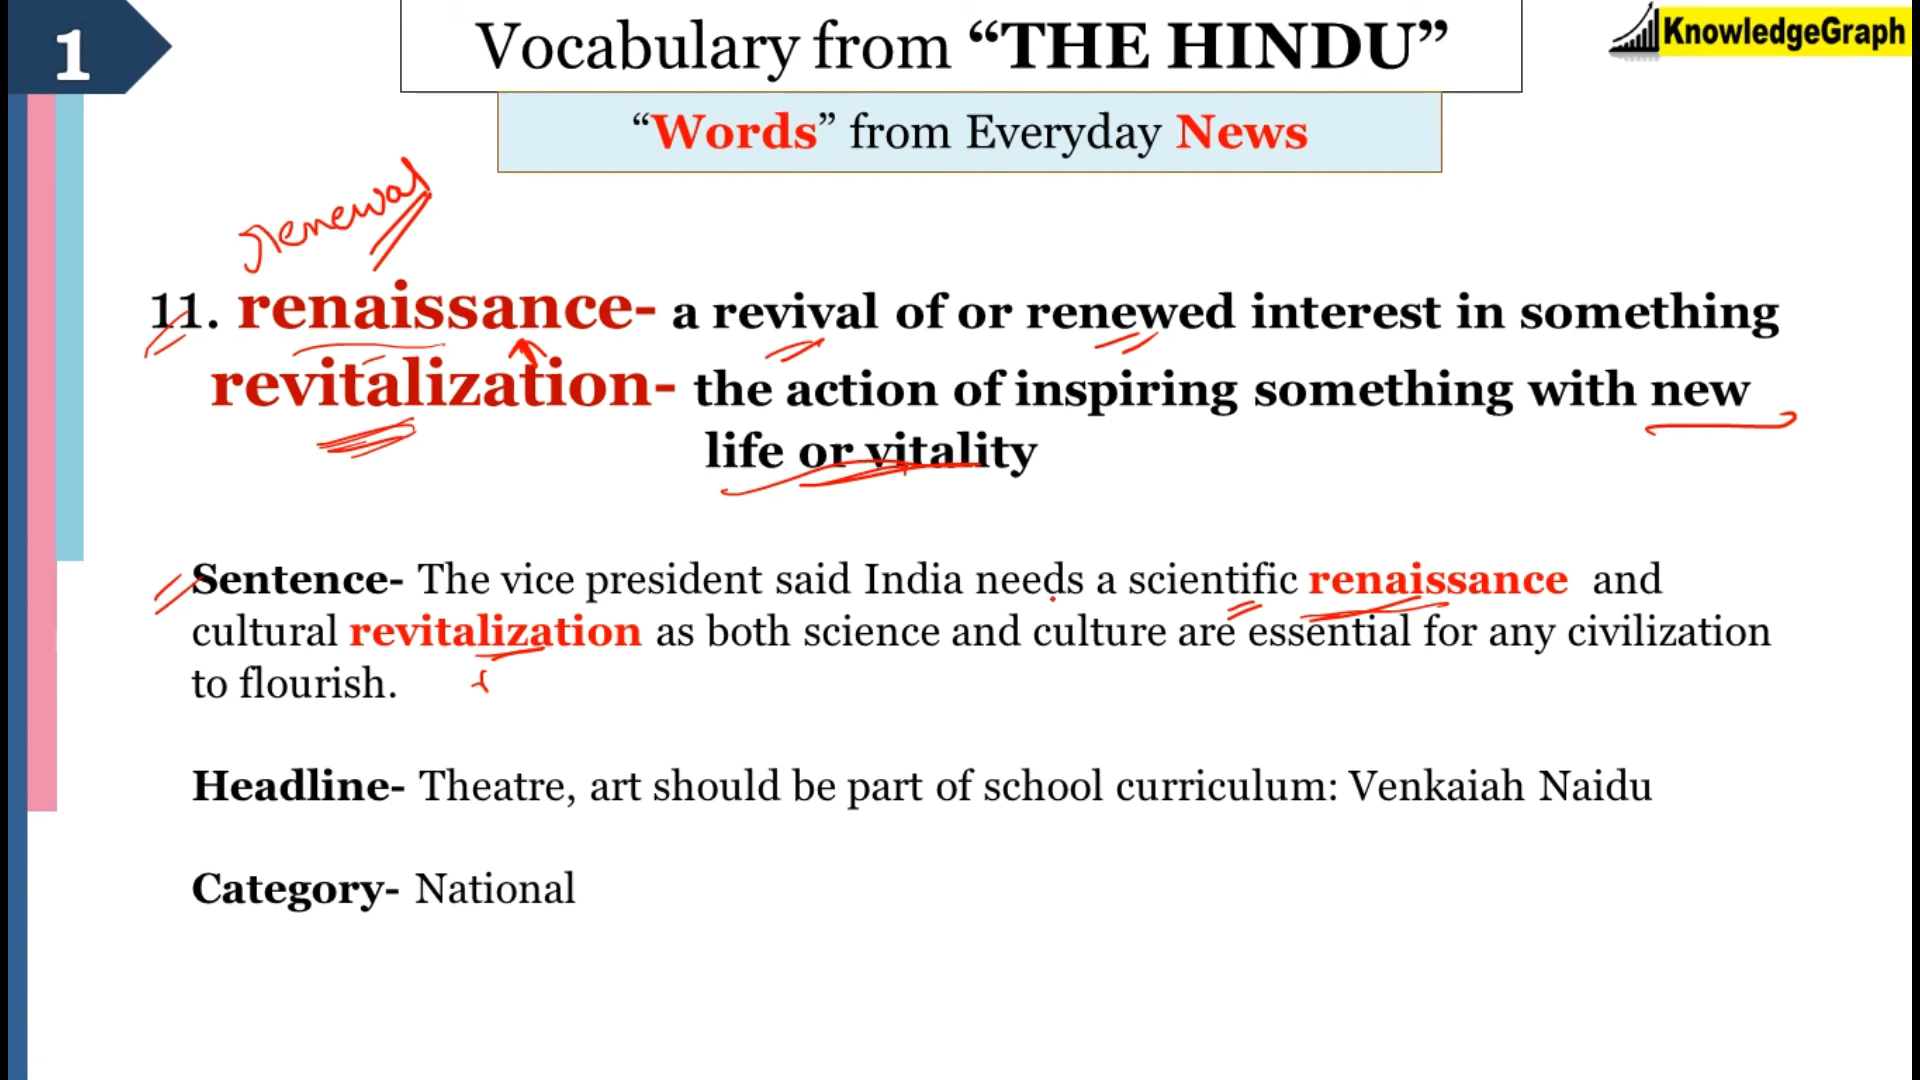 1
Vocabulary from “THE HINDU”
KnowledgeGraph
“Words” from Everyday News
renewal
11. renaissance- a revival of or renewed interest in something
revitalization- the action of inspiring something with new
life or vitality
Sentence- The vice president said India needs a scientific renaissance and
cultural revitalization as both science and culture are essential for any civilization
to flourish.
Headline- Theatre, art should be part of school curriculum: Venkaiah Naidu
Category- National